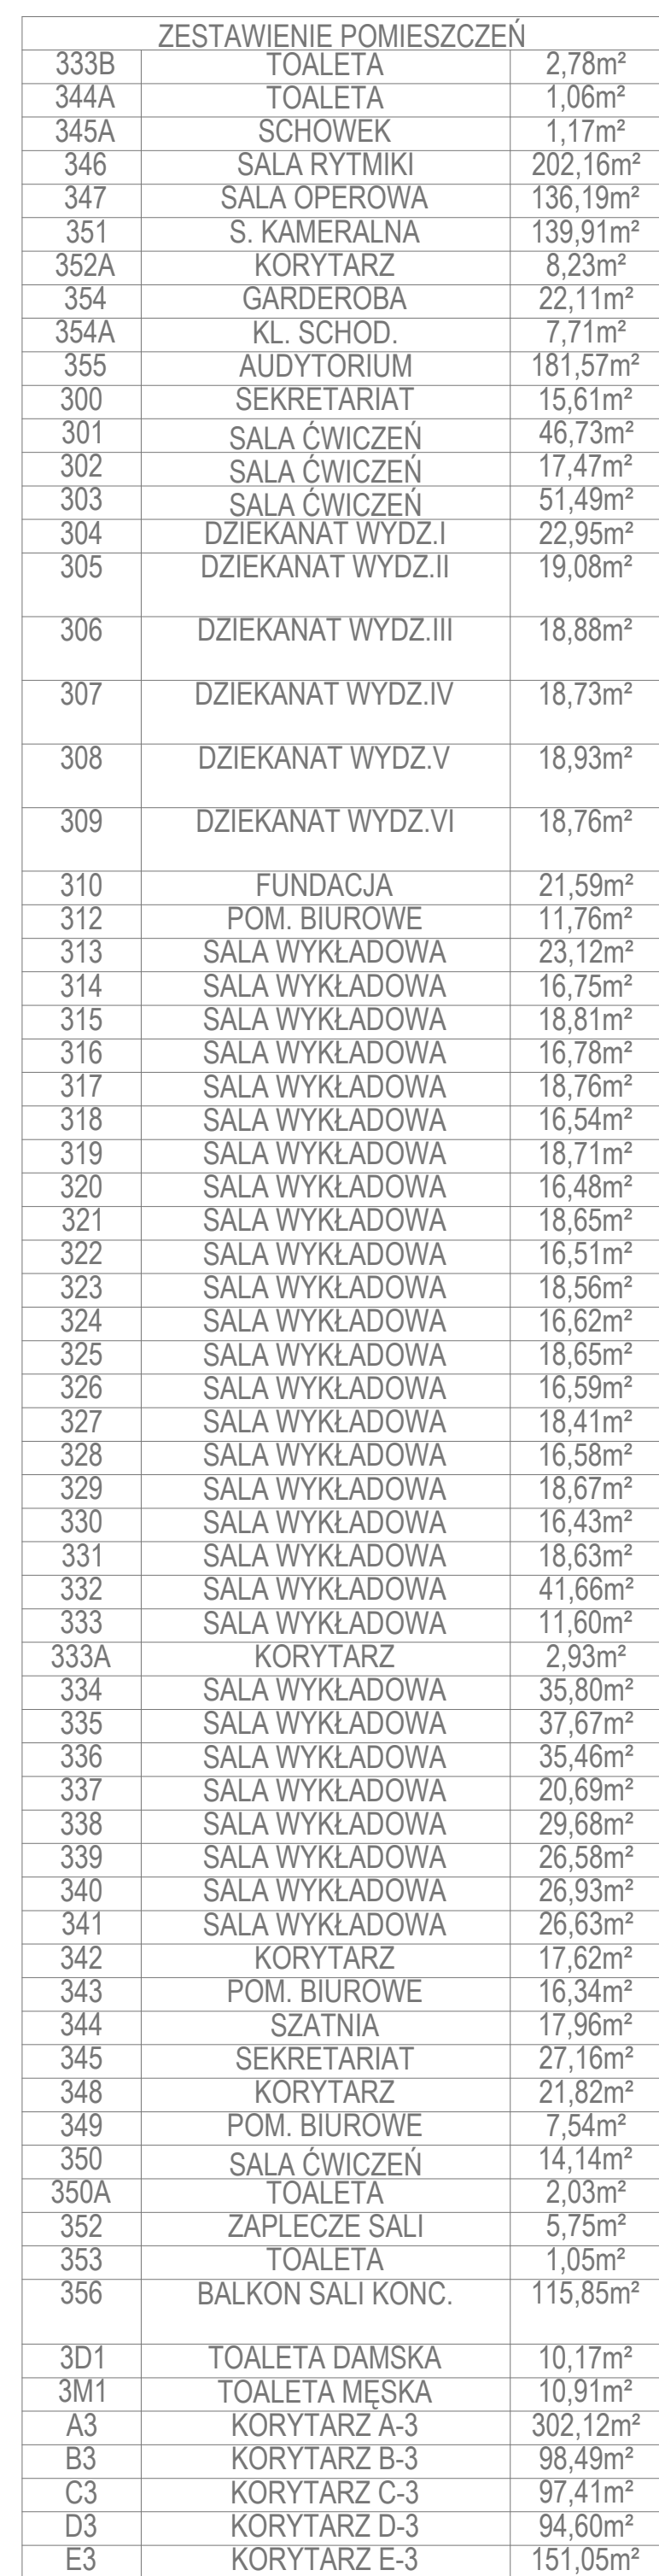 ZESTAWIENIE POMIESZCZEŃ
333B TOALETA 2,78m²
344A TOALETA 1,06m²
345A SCHOWEK 1,17m²
346 SALA RYTMIKI 202,16m²
347 SALA OPEROWA 136,19m²
351 S. KAMERALNA 139,91m²
352A KORYTARZ 8,23m²
354 GARDEROBA 22,11m²
354A KL. SCHOD. 7,71m²
355 AUDYTORIUM 181,57m²
300 SEKRETARIAT 15,61m²
301 SALA ĆWICZEŃ 46,73m²
302 SALA ĆWICZEŃ 17,47m²
303 SALA ĆWICZEŃ 51,49m²
304 DZIEKANAT WYDZ.I 22,95m²
305 DZIEKANAT WYDZ.II 19,08m²
306 DZIEKANAT WYDZ.III 18,88m²
307 DZIEKANAT WYDZ.IV 18,73m²
308 DZIEKANAT WYDZ.V 18,93m²
309 DZIEKANAT WYDZ.VI 18,76m²
310 FUNDACJA 21,59m²
312 POM. BIUROWE 11,76m²
313 SALA WYKŁADOWA 23,12m²
314 SALA WYKŁADOWA 16,75m²
315 SALA WYKŁADOWA 18,81m²
316 SALA WYKŁADOWA 16,78m²
317 SALA WYKŁADOWA 18,76m²
318 SALA WYKŁADOWA 16,54m²
319 SALA WYKŁADOWA 18,71m²
320 SALA WYKŁADOWA 16,48m²
321 SALA WYKŁADOWA 18,65m²
322 SALA WYKŁADOWA 16,51m²
323 SALA WYKŁADOWA 18,56m²
324 SALA WYKŁADOWA 16,62m²
325 SALA WYKŁADOWA 18,65m²
326 SALA WYKŁADOWA 16,59m²
327 SALA WYKŁADOWA 18,41m²
328 SALA WYKŁADOWA 16,58m²
329 SALA WYKŁADOWA 18,67m²
330 SALA WYKŁADOWA 16,43m²
331 SALA WYKŁADOWA 18,63m²
332 SALA WYKŁADOWA 41,66m²
333 SALA WYKŁADOWA 11,60m²
333A KORYTARZ 2,93m²
334 SALA WYKŁADOWA 35,80m²
335 SALA WYKŁADOWA 37,67m²
336 SALA WYKŁADOWA 35,46m²
337 SALA WYKŁADOWA 20,69m²
338 SALA WYKŁADOWA 29,68m²
339 SALA WYKŁADOWA 26,58m²
340 SALA WYKŁADOWA 26,93m²
341 SALA WYKŁADOWA 26,63m²
342 KORYTARZ 17,62m²
343 POM. BIUROWE 16,34m²
344 SZATNIA 17,96m²
345 SEKRETARIAT 27,16m²
348 KORYTARZ 21,82m²
349 POM. BIUROWE 7,54m²
350 SALA ĆWICZEŃ 14,14m²
350A TOALETA 2,03m²
352 ZAPLECZE SALI 5,75m²
353 TOALETA 1,05m²
356 BALKON SALI KONC. 115,85m²
3D1 TOALETA DAMSKA 10,17m²
3M1 TOALETA MĘSKA 10,91m²
A3 KORYTARZ A-3 302,12m²
B3 KORYTARZ B-3 98,49m²
C3 KORYTARZ C-3 97,41m²
D3 KORYTARZ D-3 94,60m²
E3 KORYTARZ E-3 151,05m²